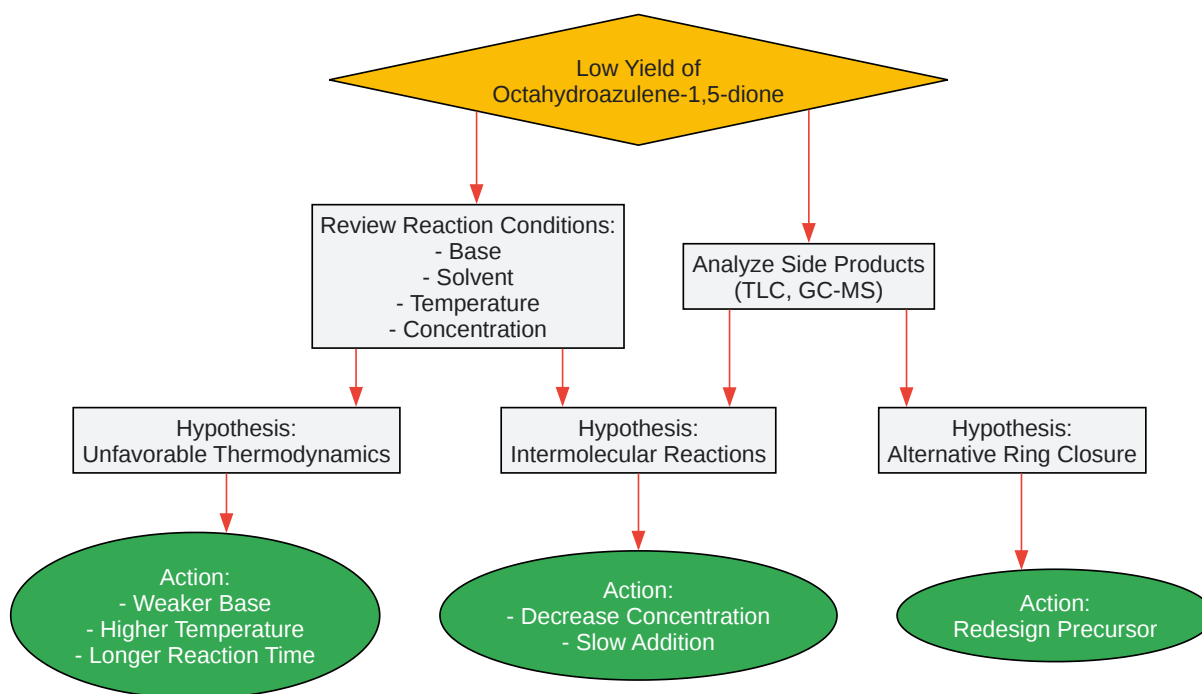 Low Yield of
Octahydroazulene-1,5-dione
Review Reaction Conditions:
- Base
- Solvent
- Temperature
- Concentration
Analyze Side Products
(TLC, GC-MS)
Hypothesis:
Unfavorable Thermodynamics
Hypothesis:
Intermolecular Reactions
Hypothesis:
Alternative Ring Closure
Action:
- Weaker Base
- Higher Temperature
- Longer Reaction Time
Action:
- Decrease Concentration
- Slow Addition
Action:
Redesign Precursor